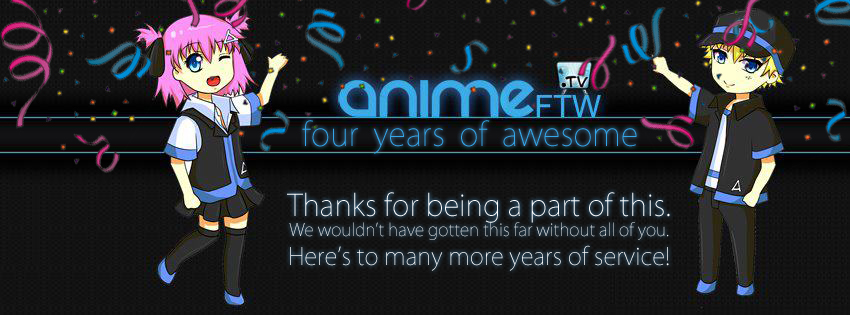 animeFTW
.TV
four years of awesome
Thanks for being a part of this.
We wouldn't have gotten this far without all of you.
Here's to many more years of service!